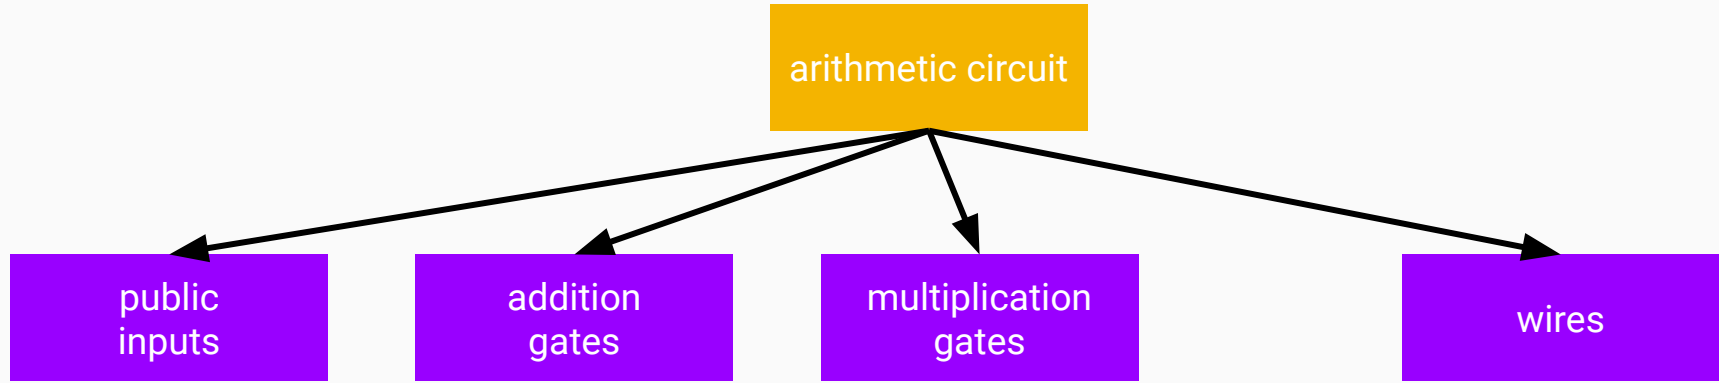 arithmetic circuit
public
inputs
addition
gates
multiplication
gates
wires